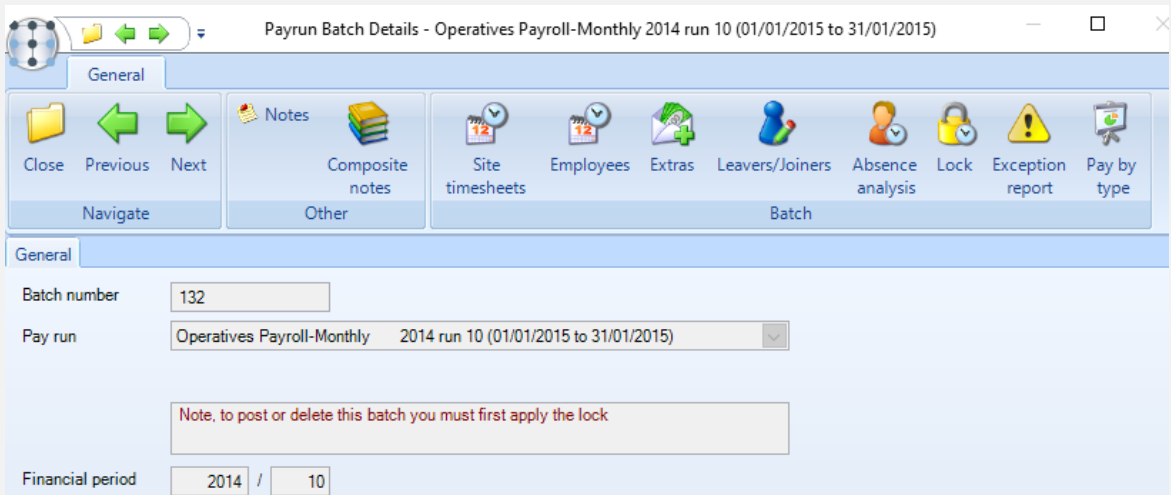 Payrun Batch Details - Operatives Payroll-Monthly 2014 run 10 (01/01/2015 to 31/01/2015)
General
Close
Previous
Next
Navigate
Notes
Composite
notes
Other
Site
timesheets
Employees
Extras
Leavers/Joiners
Absence
analysis
Lock
Exception
report
Pay by
type
Batch
General
Batch number 132
Pay run Operatives Payroll-Monthly 2014 run 10 (01/01/2015 to 31/01/2015)
Note, to post or delete this batch you must first apply the lock
Financial period 2014 / 10